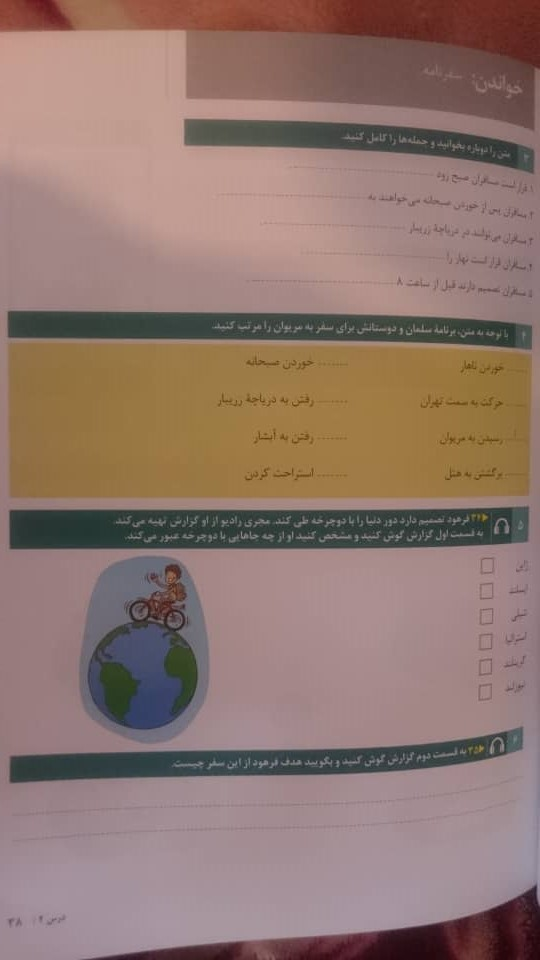 خواندن: سفرنامه
۳ متن را دوباره بخوانید و جمله‌ها را کامل کنید.
۱ قرار است مسافران صبح زود
۲ مسافران پس از خوردن صبحانه می‌خواهند به
۳ مسافران می‌توانند در دریاچهٔ زریبار
۴ مسافران قرار است نهار را
۵ مسافران تصمیم دارند قبل از ساعت ۸
۴ با توجه به متن، برنامهٔ سلمان و دوستانش برای سفر به مریوان را مرتب کنید.
خوردن ناهار ....... خوردن صبحانه
حرکت به سمت تهران ....... رفتن به دریاچهٔ زریبار
رسیدن به مریوان ....... رفتن به آبشار
برگشتن به هتل ....... استراحت کردن
۵ ۳۴ فرهود تصمیم دارد دور دنیا را با دوچرخه طی کند. مجری رادیو از او گزارش تهیه می‌کند.
به قسمت اول گزارش گوش کنید و مشخص کنید او از چه جاهایی با دوچرخه عبور می‌کند.
ژاپن
ایسلند
شیلی
استرالیا
گرینلند
نیوزلند
۶ ۳۵ به قسمت دوم گزارش گوش کنید و بگویید هدف فرهود از این سفر چیست.
درس ۴ | ۳۸